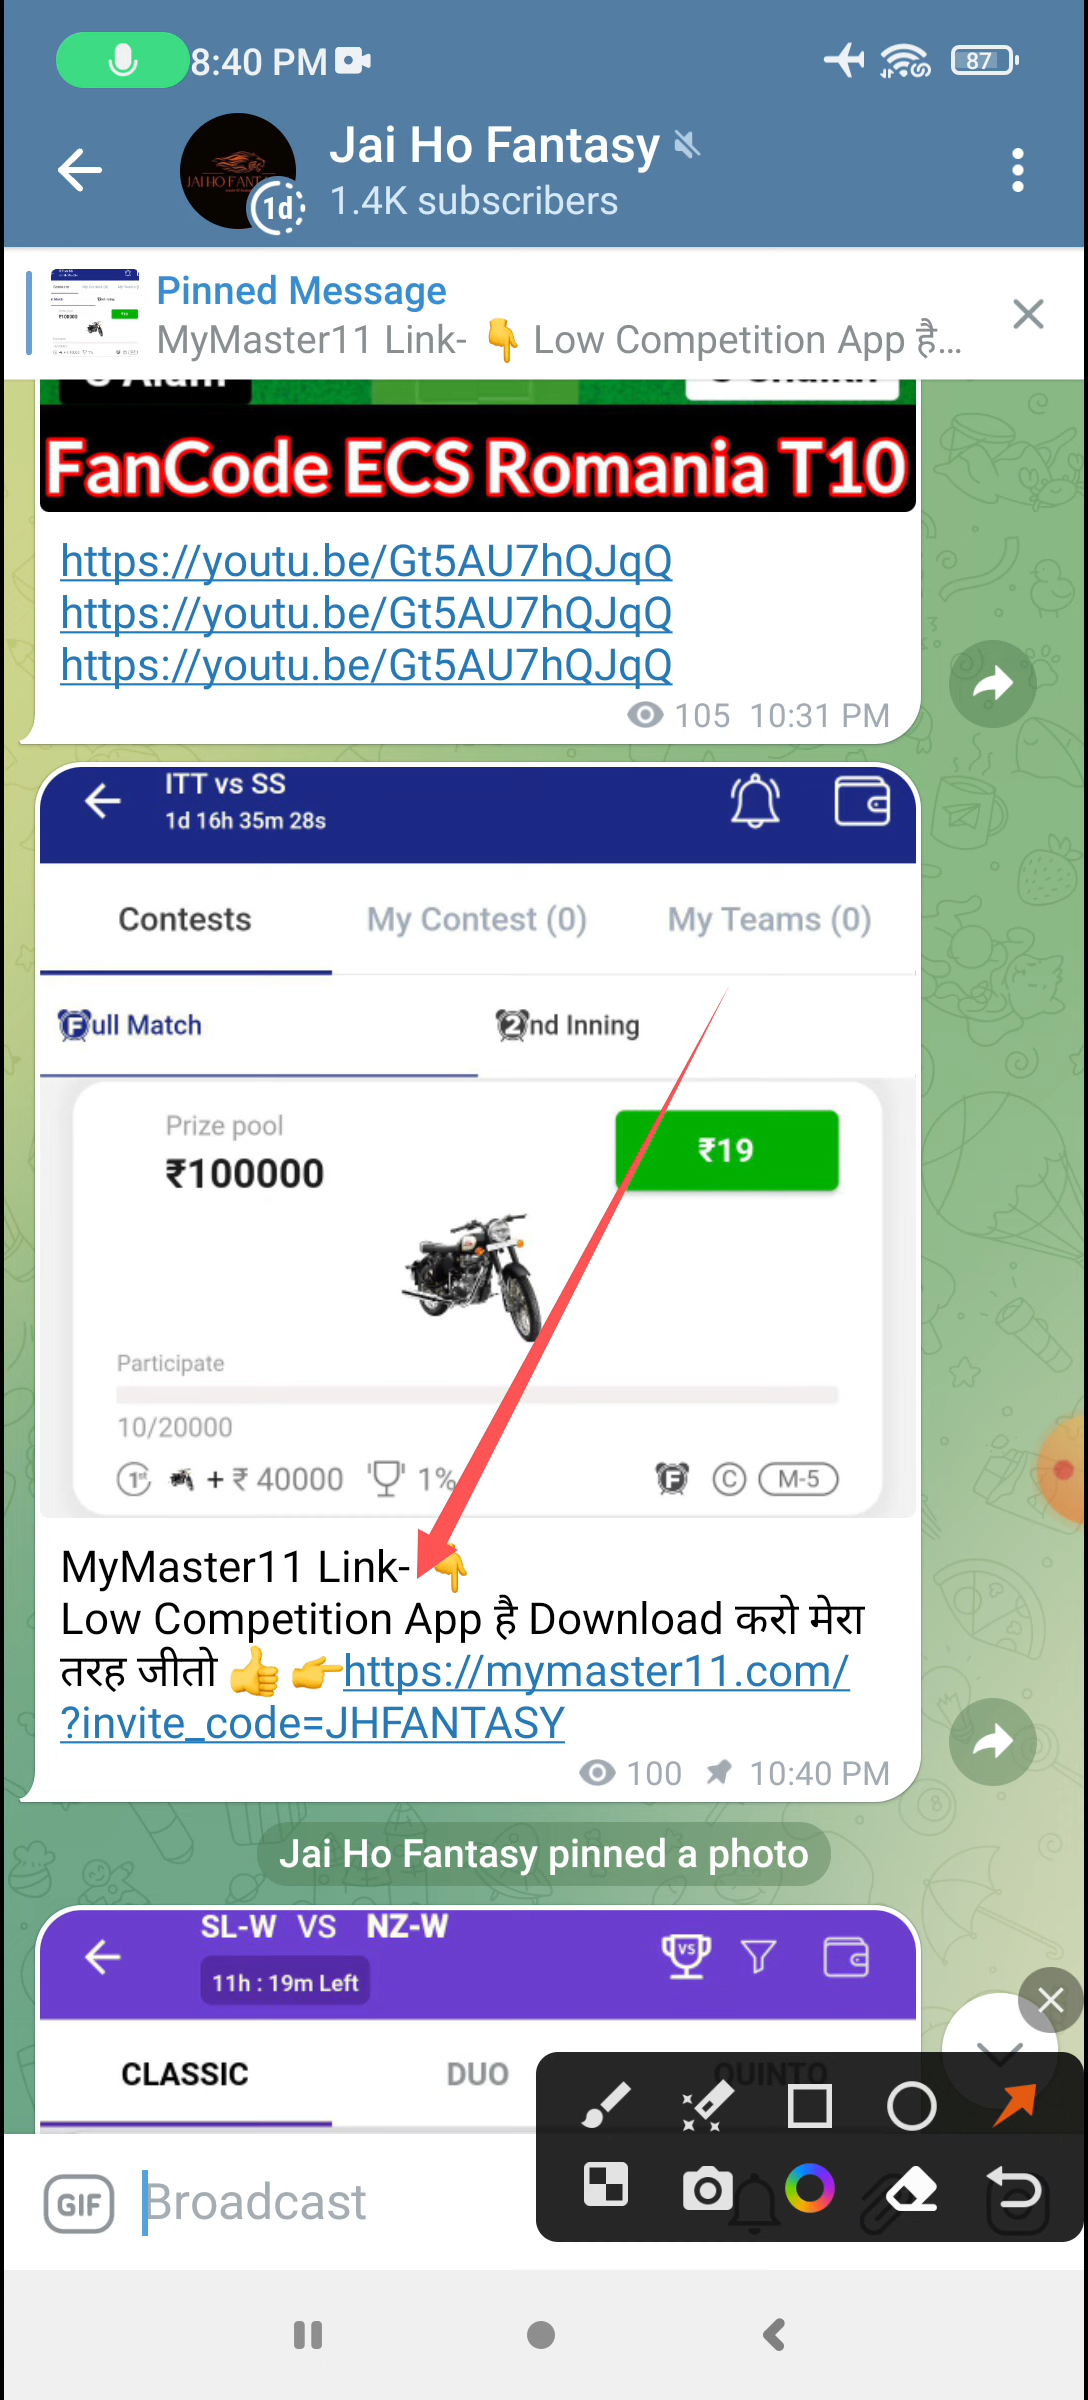 8:40 PM
87
Jai Ho Fantasy
1.4K subscribers
1d
Pinned Message
MyMaster11 Link- 👇 Low Competition App है...
FanCode ECS Romania T10
https://youtu.be/Gt5AU7hQJqQ
https://youtu.be/Gt5AU7hQJqQ
https://youtu.be/Gt5AU7hQJqQ
105 10:31 PM
ITT vs SS
1d 16h 35m 28s
Contests My Contest (0) My Teams (0)
Full Match 2nd Inning
Prize pool
₹100000
₹19
Participate
10/20000
1st + ₹ 40000 1% F C M-5
MyMaster11 Link- 👇
Low Competition App है Download करो मेरा
तरह जीतो 👍 👉https://mymaster11.com/
?invite_code=JHFANTASY
100 10:40 PM
Jai Ho Fantasy pinned a photo
SL-W VS NZ-W
11h : 19m Left
VS
CLASSIC DUO QUINTO
GIF Broadcast